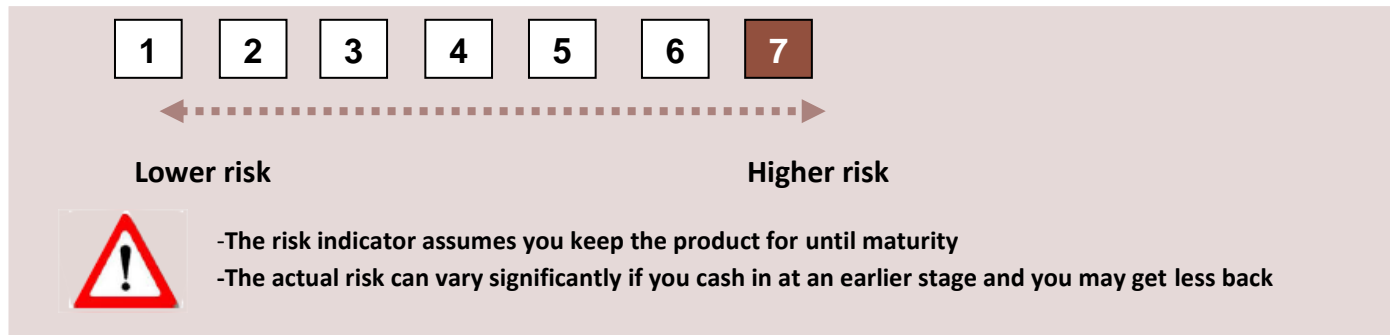 1 2 3 4 5 6 7
Lower risk Higher risk
-The risk indicator assumes you keep the product for until maturity
-The actual risk can vary significantly if you cash in at an earlier stage and you may get less back